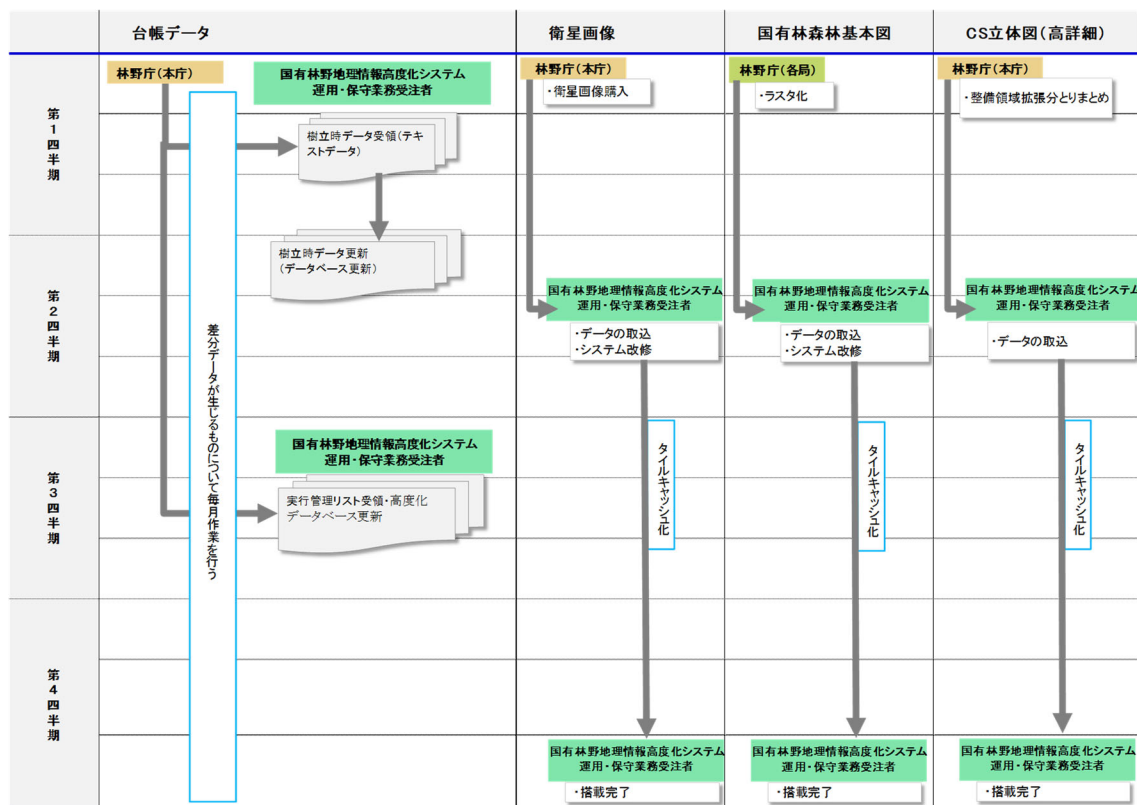 台帳データ
衛星画像
国有林森林基本図
CS立体図(高詳細)
第1四半期
林野庁(本庁)
国有林野地理情報高度化システム
運用・保守業務受注者
樹立時データ受領(テキ
ストデータ)
樹立時データ更新
(データベース更新)
差分データが生じるものについて毎月作業を行う
国有林野地理情報高度化システム
運用・保守業務受注者
実行管理リスト受領・高度化
データベース更新
林野庁(本庁)
・衛星画像購入
林野庁(各局)
・ラスタ化
林野庁(本庁)
・整備領域拡張分とりまとめ
第2四半期
国有林野地理情報高度化システム
運用・保守業務受注者
・データの取込
・システム改修
国有林野地理情報高度化システム
運用・保守業務受注者
・データの取込
・システム改修
国有林野地理情報高度化システム
運用・保守業務受注者
・データの取込
第3四半期
タイルキャッシュ化
タイルキャッシュ化
タイルキャッシュ化
第4四半期
国有林野地理情報高度化システム
運用・保守業務受注者
・搭載完了
国有林野地理情報高度化システム
運用・保守業務受注者
・搭載完了
国有林野地理情報高度化システム
運用・保守業務受注者
・搭載完了